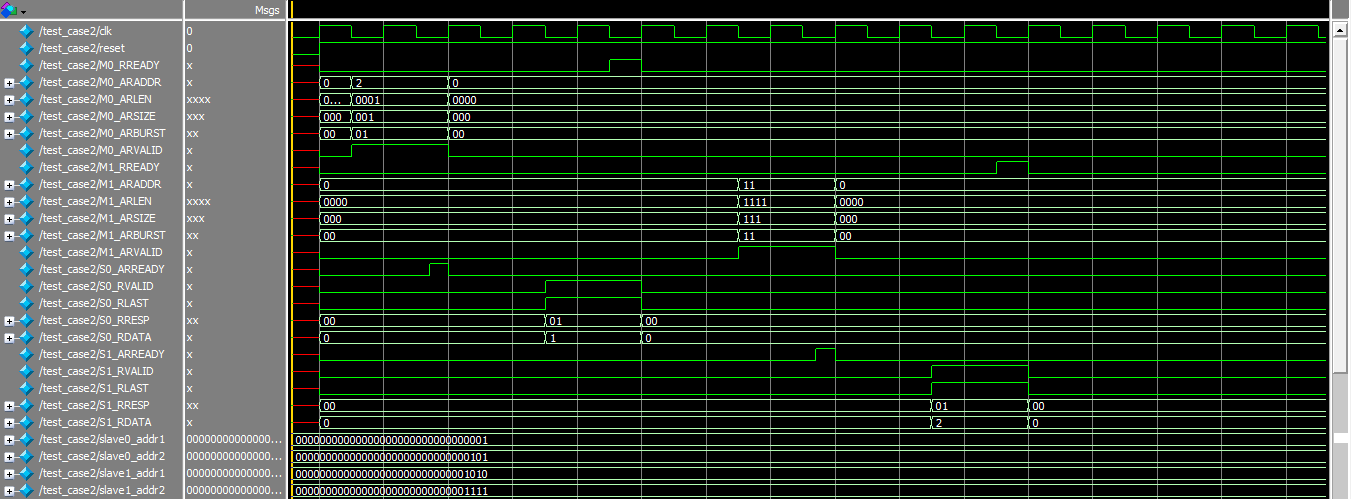 Msgs
/test_case2/clk 0
/test_case2/reset 0
/test_case2/M0_RREADY x
/test_case2/M0_ARADDR x 0 2 0
/test_case2/M0_ARLEN xxxx 0... 0001 0000
/test_case2/M0_ARSIZE xxx 000 001 000
/test_case2/M0_ARBURST xx 00 01 00
/test_case2/M0_ARVALID x
/test_case2/M1_RREADY x
/test_case2/M1_ARADDR x 0 11 0
/test_case2/M1_ARLEN xxxx 0000 1111 0000
/test_case2/M1_ARSIZE xxx 000 111 000
/test_case2/M1_ARBURST xx 00 11 00
/test_case2/M1_ARVALID x
/test_case2/S0_ARREADY x
/test_case2/S0_RVALID x
/test_case2/S0_RLAST x
/test_case2/S0_RRESP xx 00 01 00
/test_case2/S0_RDATA x 0 1 0
/test_case2/S1_ARREADY x
/test_case2/S1_RVALID x
/test_case2/S1_RLAST x
/test_case2/S1_RRESP xx 00 01 00
/test_case2/S1_RDATA x 0 2 0
/test_case2/slave0_addr1 00000000000000... 00000000000000000000000000000001
/test_case2/slave0_addr2 00000000000000... 00000000000000000000000000000101
/test_case2/slave1_addr1 00000000000000... 00000000000000000000000000001010
/test_case2/slave1_addr2 00000000000000... 00000000000000000000000000001111